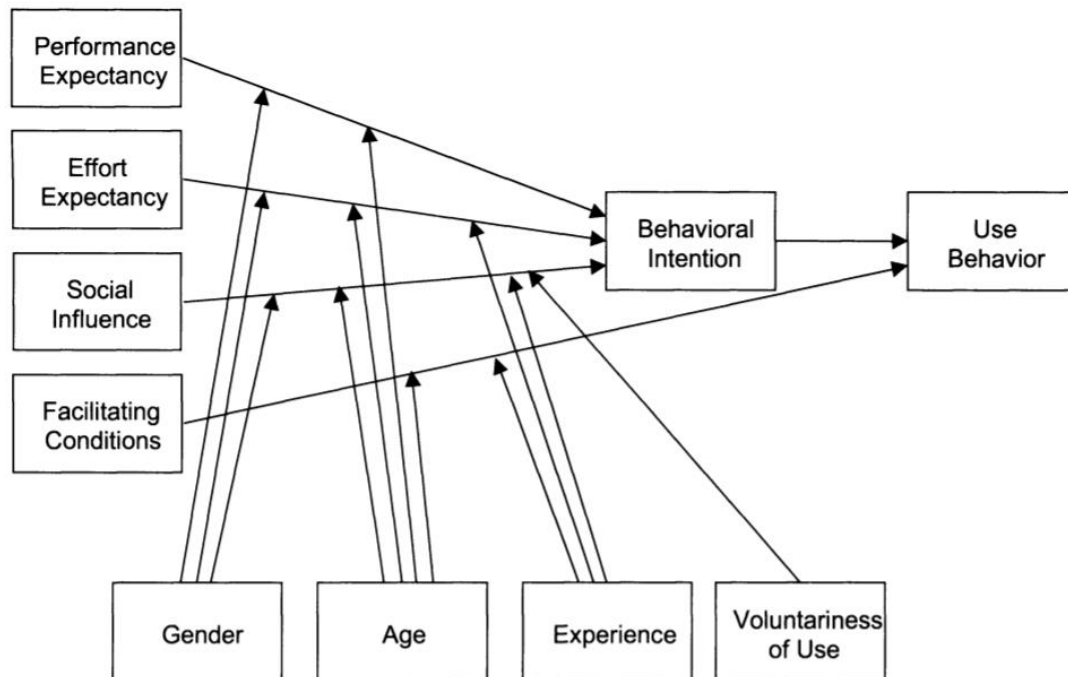 Performance
Expectancy
Effort
Expectancy
Social
Influence
Facilitating
Conditions
Behavioral
Intention
Use
Behavior
Gender
Age
Experience
Voluntariness
of Use